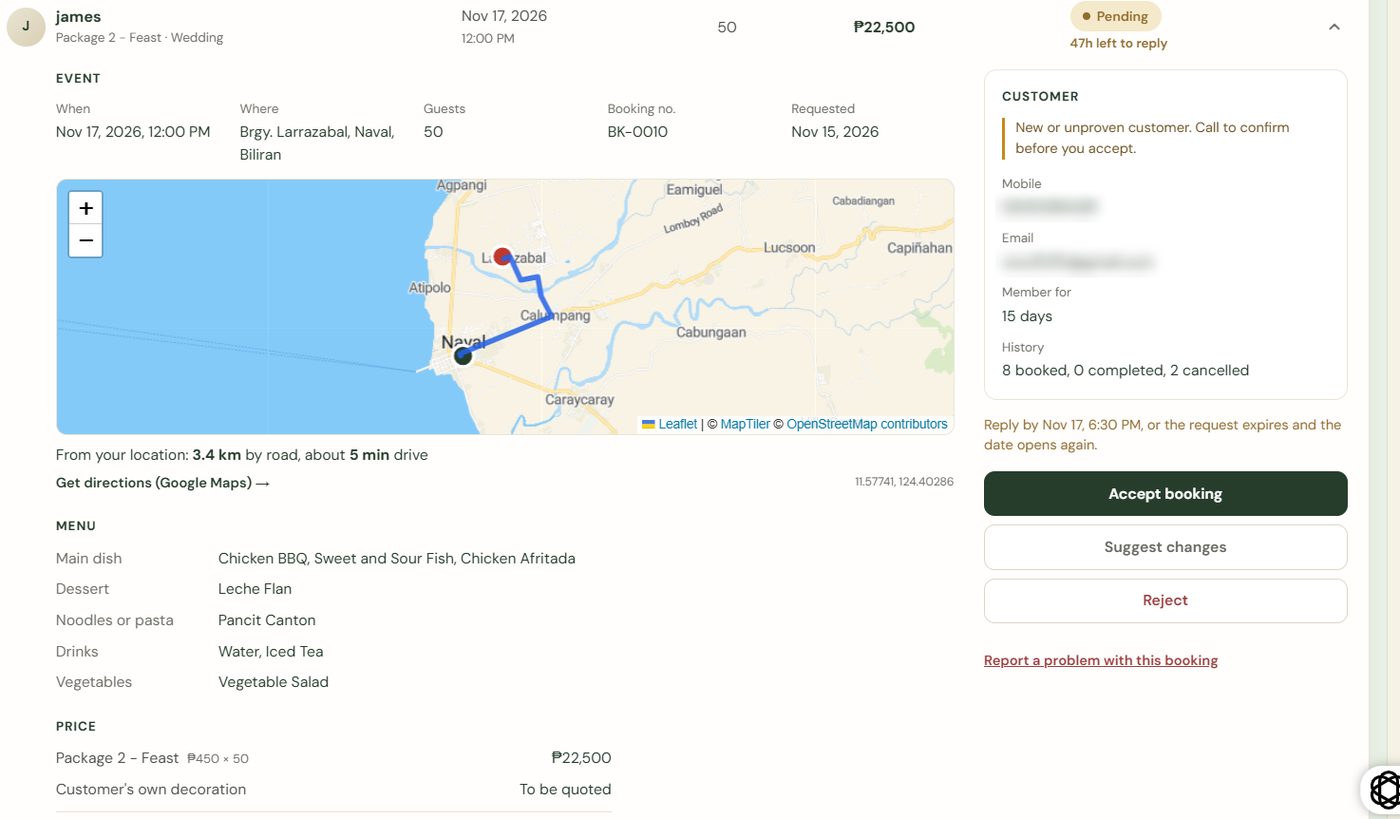 J
james
Package 2 - Feast · Wedding
Nov 17, 2026
12:00 PM
50
₱22,500
Pending
47h left to reply
EVENT
When
Nov 17, 2026, 12:00 PM
Where
Brgy. Larrazabal, Naval,
Biliran
Guests
50
Booking no.
BK-0010
Requested
Nov 15, 2026
+
−
Agpangi
Eamiguel
Cabadiangan
Lomboy Road
Lucsoon
Capiñahan
Atipolo
Calumpang
Cabungaan
Naval
Caraycaray
Leaflet | © MapTiler © OpenStreetMap contributors
From your location: 3.4 km by road, about 5 min drive
Get directions (Google Maps) →
11.57741, 124.40286
MENU
Main dish
Chicken BBQ, Sweet and Sour Fish, Chicken Afritada
Dessert
Leche Flan
Noodles or pasta
Pancit Canton
Drinks
Water, Iced Tea
Vegetables
Vegetable Salad
PRICE
Package 2 - Feast ₱450 × 50
₱22,500
Customer's own decoration
To be quoted
CUSTOMER
New or unproven customer. Call to confirm
before you accept.
Mobile
Email
Member for
15 days
History
8 booked, 0 completed, 2 cancelled
Reply by Nov 17, 6:30 PM, or the request expires and the
date opens again.
Accept booking
Suggest changes
Reject
Report a problem with this booking